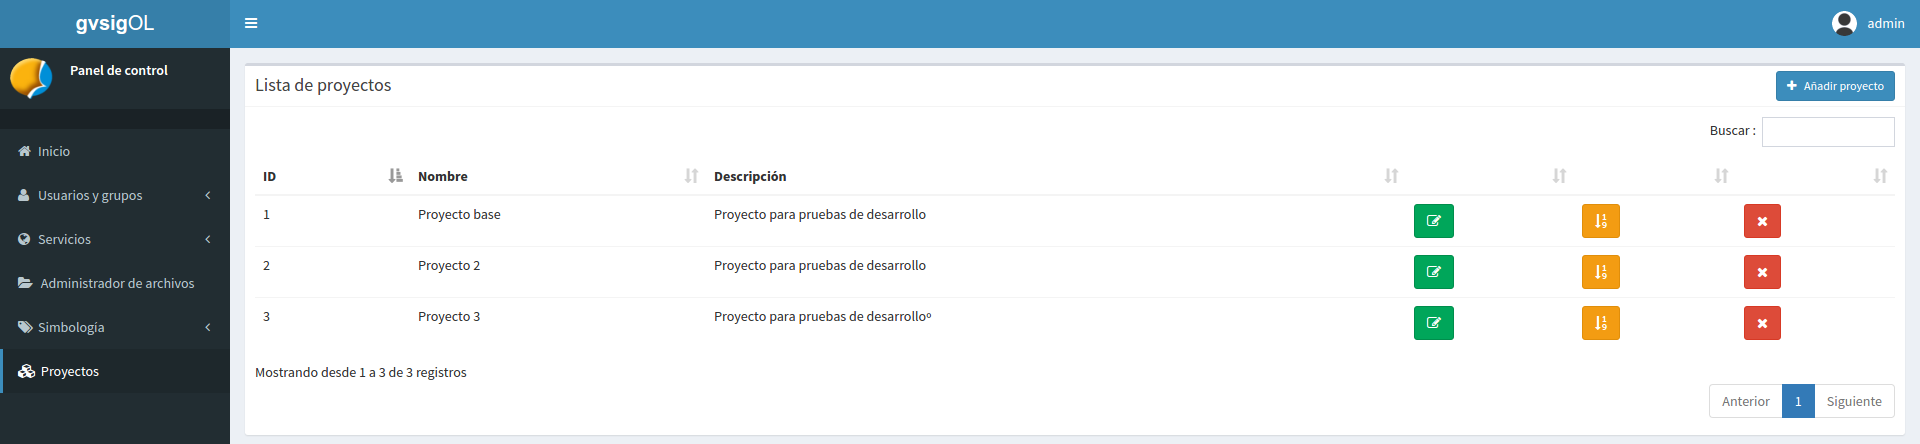 gvsigOL
admin
Panel de control
Inicio
Usuarios y grupos
Servicios
Administrador de archivos
Simbología
Proyectos
Lista de proyectos
Añadir proyecto
Buscar :
ID Nombre Descripción
1 Proyecto base Proyecto para pruebas de desarrollo
2 Proyecto 2 Proyecto para pruebas de desarrollo
3 Proyecto 3 Proyecto para pruebas de desarrolloº
Mostrando desde 1 a 3 de 3 registros
Anterior 1 Siguiente